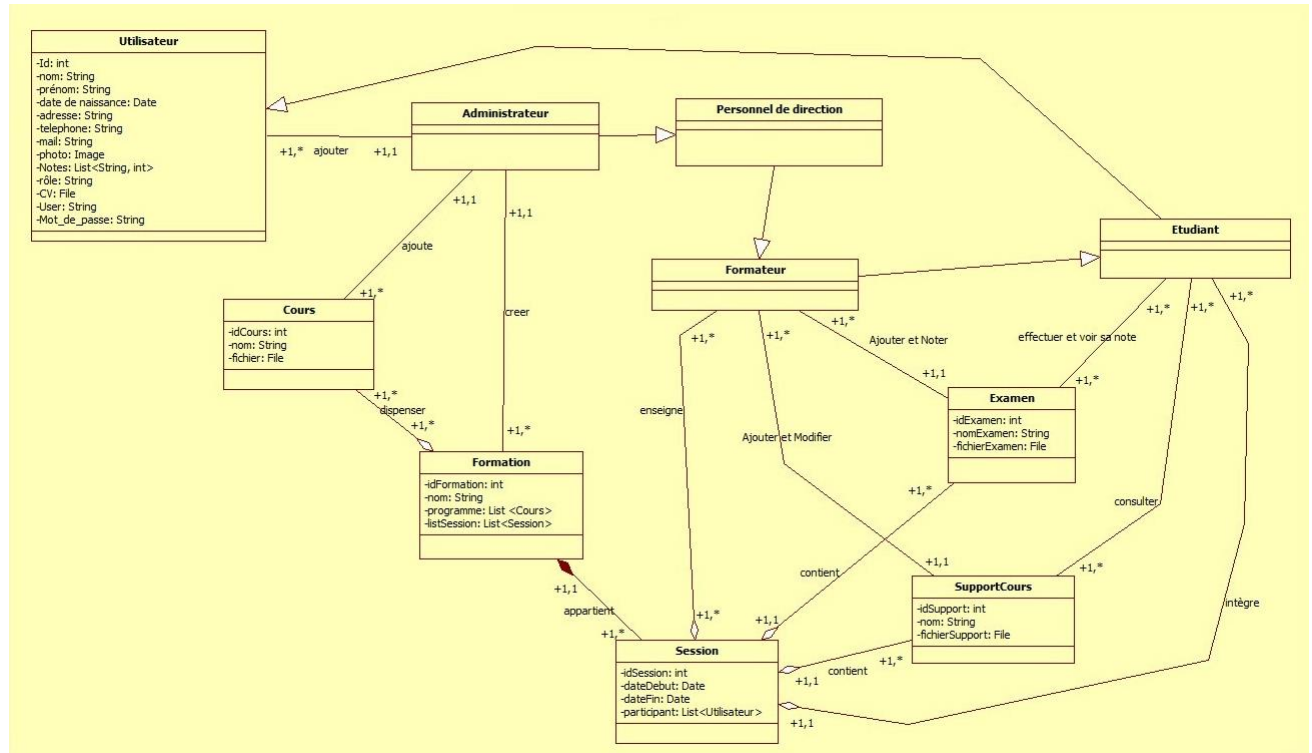 Utilisateur
-Id: int
-nom: String
-prénom: String
-date de naissance: Date
-adresse: String
-telephone: String
-mail: String
-photo: Image
-Notes: List<String, int>
-rôle: String
-CV: File
-User: String
-Mot_de_passe: String
Administrateur
Personnel de direction
+1,* ajouter +1,1
+1,1
+1,1
ajoute
creer
+1,*
+1,*
Cours
-idCours: int
-nom: String
-fichier: File
+1,*
dispenser
+1,*
Formation
-idFormation: int
-nom: String
-programme: List <Cours>
-listSession: List<Session>
+1,1
appartient
+1,*
Formateur
Etudiant
+1,*
+1,*
+1,*
+1,*
+1,*
+1,*
Ajouter et Noter
effectuer et voir sa note
+1,1
+1,*
enseigne
Ajouter et Modifier
Examen
-idExamen: int
-nomExamen: String
-fichierExamen: File
+1,*
consulter
contient
+1,1
+1,*
intègre
SupportCours
-idSupport: int
-nom: String
-fichierSupport: File
+1,*
+1,1
Session
-idSession: int
-dateDebut: Date
-dateFin: Date
-participant: List<Utilisateur>
+1,*
contient
+1,1
+1,1